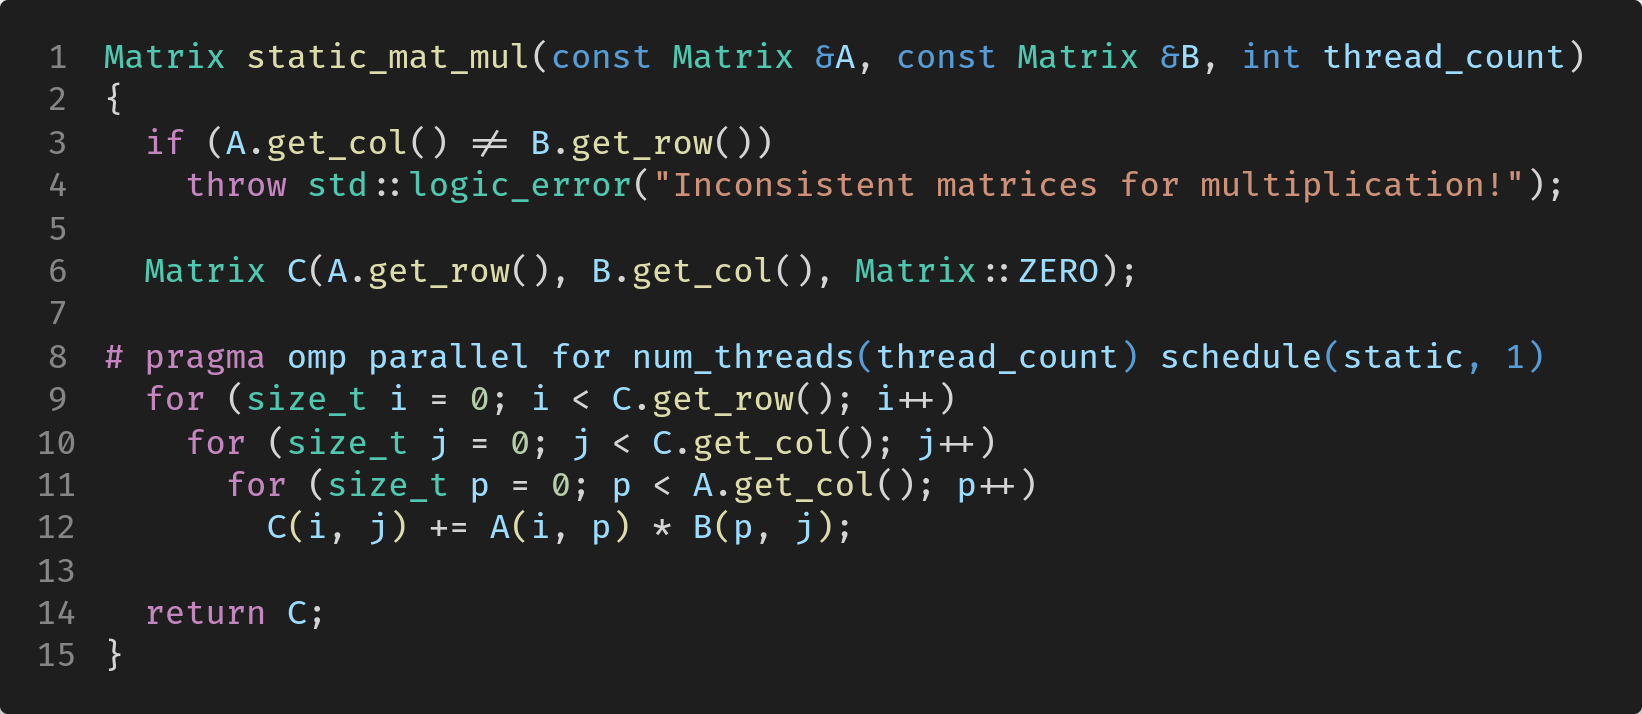 1 Matrix static_mat_mul(const Matrix &A, const Matrix &B, int thread_count)
2 {
3   if (A.get_col() != B.get_row())
4     throw std::logic_error("Inconsistent matrices for multiplication!");
5
6   Matrix C(A.get_row(), B.get_col(), Matrix::ZERO);
7
8 # pragma omp parallel for num_threads(thread_count) schedule(static, 1)
9   for (size_t i = 0; i < C.get_row(); i++)
10     for (size_t j = 0; j < C.get_col(); j++)
11       for (size_t p = 0; p < A.get_col(); p++)
12         C(i, j) += A(i, p) * B(p, j);
13
14   return C;
15 }